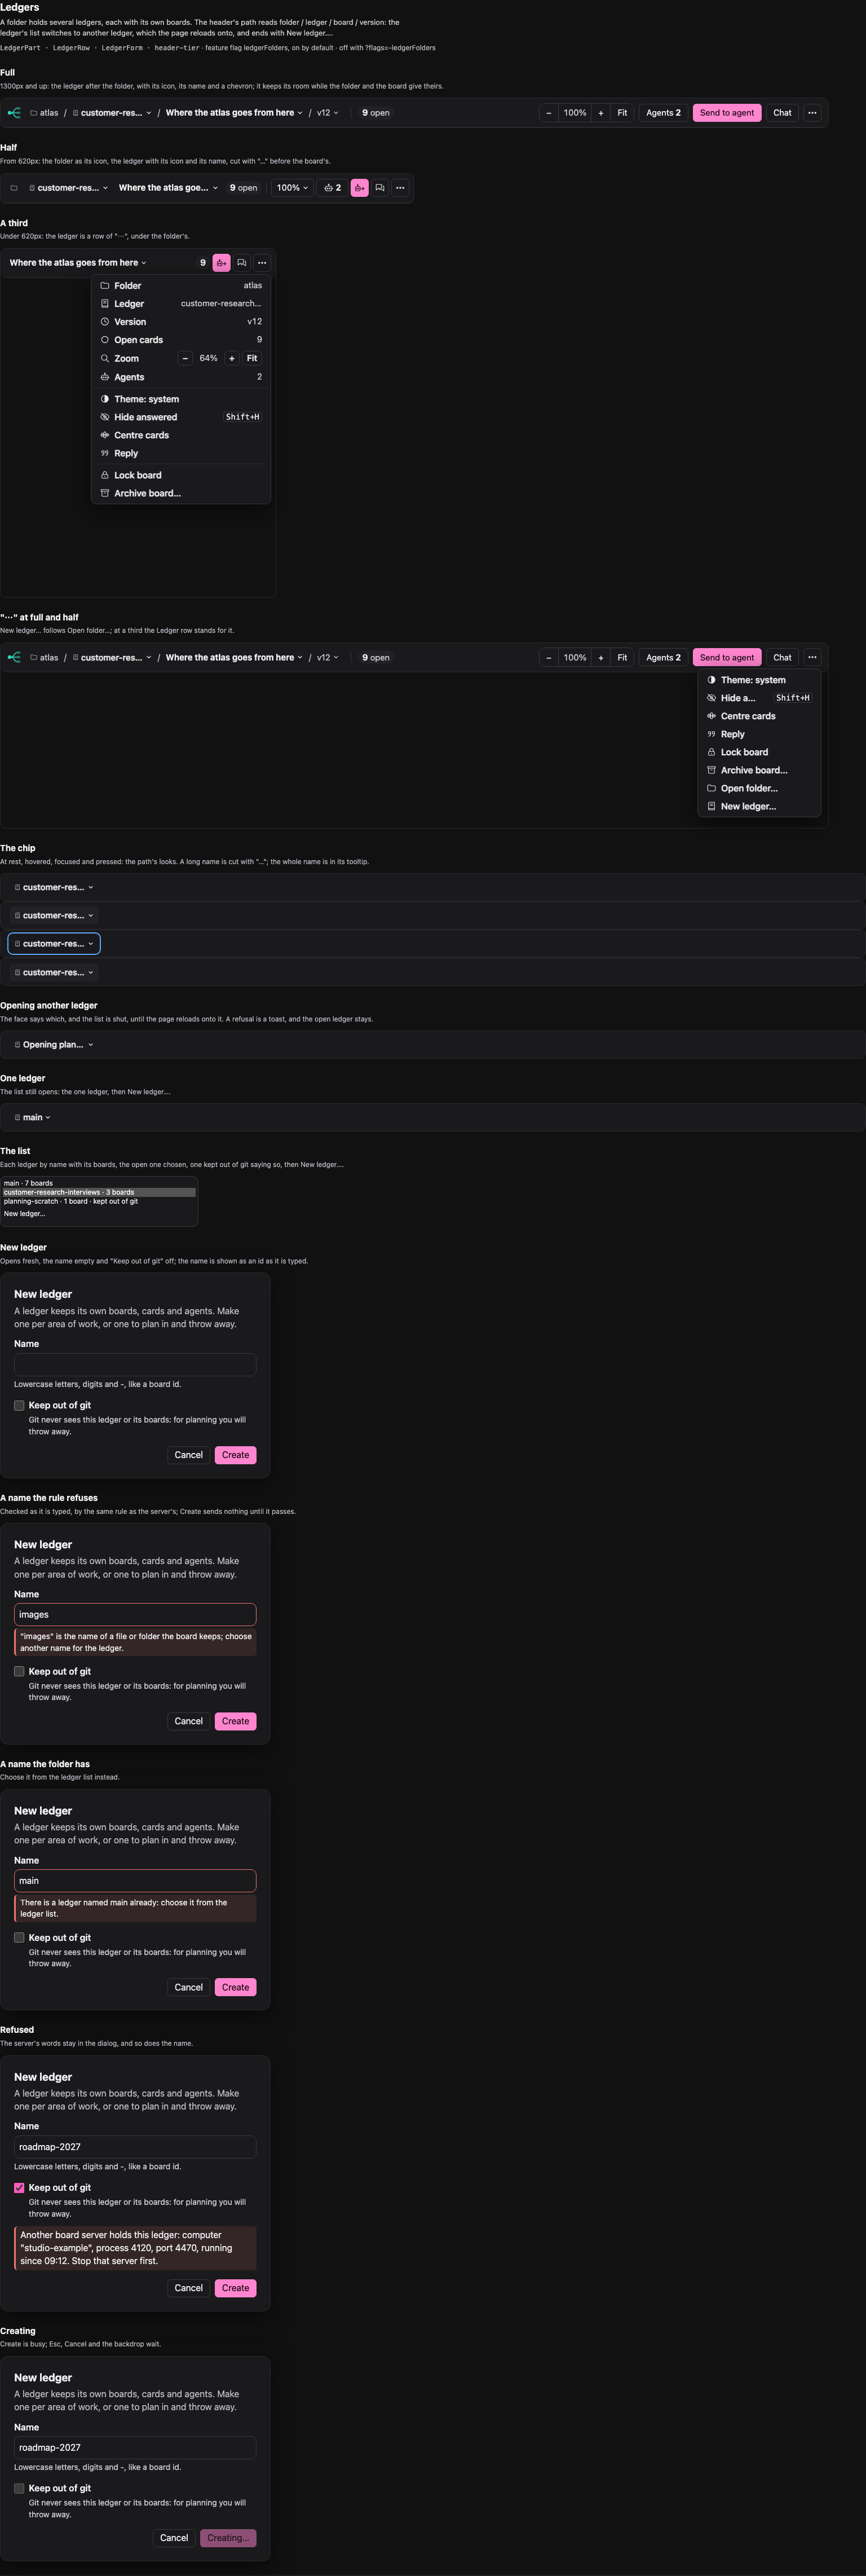 Ledgers
A folder holds several ledgers, each with its own boards. The header's path reads folder / ledger / board / version: the
ledger's list switches to another ledger, which the page reloads onto, and ends with New ledger….
LedgerPart · LedgerRow · LedgerForm · header-tier · feature flag ledgerFolders, on by default · off with ?flags=-ledgerFolders
Full
1300px and up: the ledger after the folder, with its icon, its name and a chevron; it keeps its room while the folder and the board give theirs.
atlas / customer-res... / Where the atlas goes from here / v12 9 open − 100% + Fit Agents 2 Send to agent Chat ···
Half
From 620px: the folder as its icon, the ledger with its icon and its name, cut with "…" before the board's.
customer-res... Where the atlas goe... 9 open 100% 2 ···
A third
Under 620px: the ledger is a row of "···", under the folder's.
Where the atlas goes from here 9 ···
Folder atlas
Ledger customer-research...
Version v12
Open cards 9
Zoom − 64% + Fit
Agents 2
Theme: system
Hide answered Shift+H
Centre cards
Reply
Lock board
Archive board...
"···" at full and half
New ledger… follows Open folder…; at a third the Ledger row stands for it.
atlas / customer-res... / Where the atlas goes from here / v12 9 open − 100% + Fit Agents 2 Send to agent Chat ···
Theme: system
Hide a... Shift+H
Centre cards
Reply
Lock board
Archive board...
Open folder...
New ledger...
The chip
At rest, hovered, focused and pressed: the path's looks. A long name is cut with "…"; the whole name is in its tooltip.
customer-res...
customer-res...
customer-res...
customer-res...
Opening another ledger
The face says which, and the list is shut, until the page reloads onto it. A refusal is a toast, and the open ledger stays.
Opening plan...
One ledger
The list still opens: the one ledger, then New ledger….
main
The list
Each ledger by name with its boards, the open one chosen, one kept out of git saying so, then New ledger….
main · 7 boards
customer-research-interviews · 3 boards
planning-scratch · 1 board · kept out of git
New ledger...
New ledger
Opens fresh, the name empty and "Keep out of git" off; the name is shown as an id as it is typed.
New ledger
A ledger keeps its own boards, cards and agents. Make
one per area of work, or one to plan in and throw away.
Name
Lowercase letters, digits and -, like a board id.
Keep out of git
Git never sees this ledger or its boards: for planning you will
throw away.
Cancel Create
A name the rule refuses
Checked as it is typed, by the same rule as the server's; Create sends nothing until it passes.
New ledger
A ledger keeps its own boards, cards and agents. Make
one per area of work, or one to plan in and throw away.
Name
images
"images" is the name of a file or folder the board keeps; choose
another name for the ledger.
Keep out of git
Git never sees this ledger or its boards: for planning you will
throw away.
Cancel Create
A name the folder has
Choose it from the ledger list instead.
New ledger
A ledger keeps its own boards, cards and agents. Make
one per area of work, or one to plan in and throw away.
Name
main
There is a ledger named main already: choose it from the
ledger list.
Keep out of git
Git never sees this ledger or its boards: for planning you will
throw away.
Cancel Create
Refused
The server's words stay in the dialog, and so does the name.
New ledger
A ledger keeps its own boards, cards and agents. Make
one per area of work, or one to plan in and throw away.
Name
roadmap-2027
Lowercase letters, digits and -, like a board id.
Keep out of git
Git never sees this ledger or its boards: for planning you will
throw away.
Another board server holds this ledger: computer
"studio-example", process 4120, port 4470, running
since 09:12. Stop that server first.
Cancel Create
Creating
Create is busy; Esc, Cancel and the backdrop wait.
New ledger
A ledger keeps its own boards, cards and agents. Make
one per area of work, or one to plan in and throw away.
Name
roadmap-2027
Lowercase letters, digits and -, like a board id.
Keep out of git
Git never sees this ledger or its boards: for planning you will
throw away.
Cancel Creating...